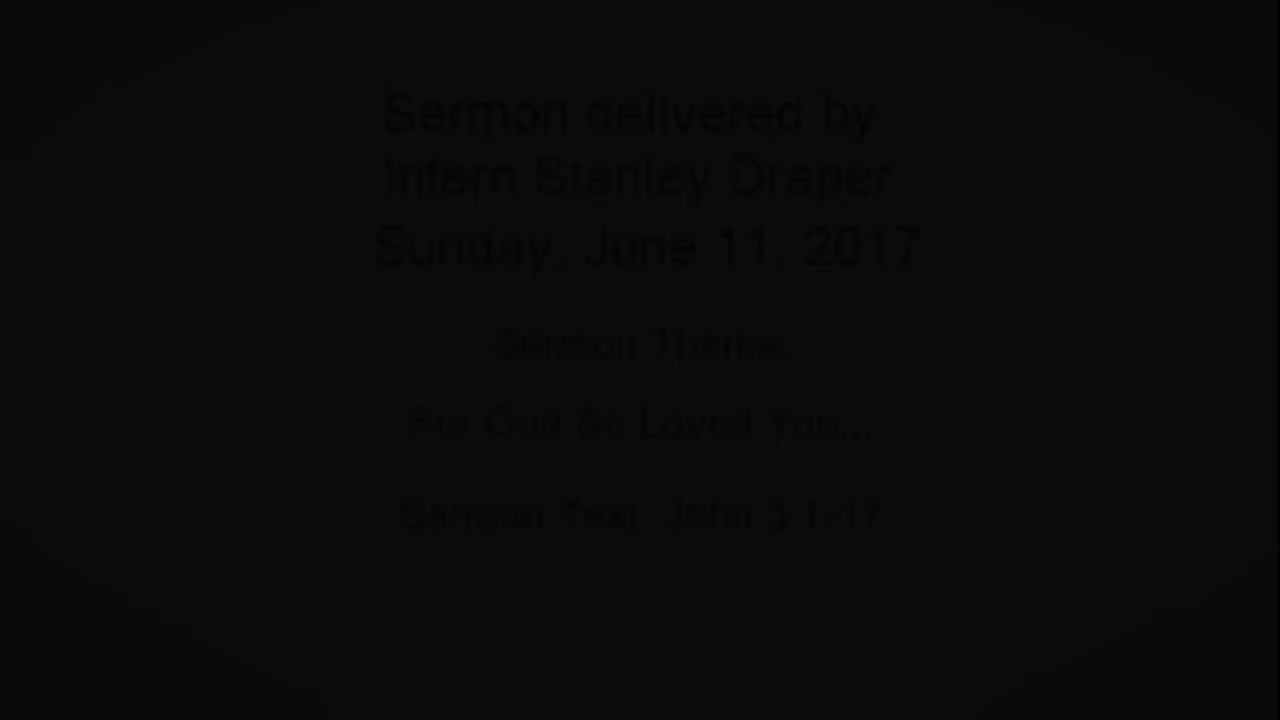 Sermon delivered by
Intern Stanley Draper
Sunday, June 11, 2017
Sermon Theme:
For God So Loved You...
Sermon Text: John 3:1-17